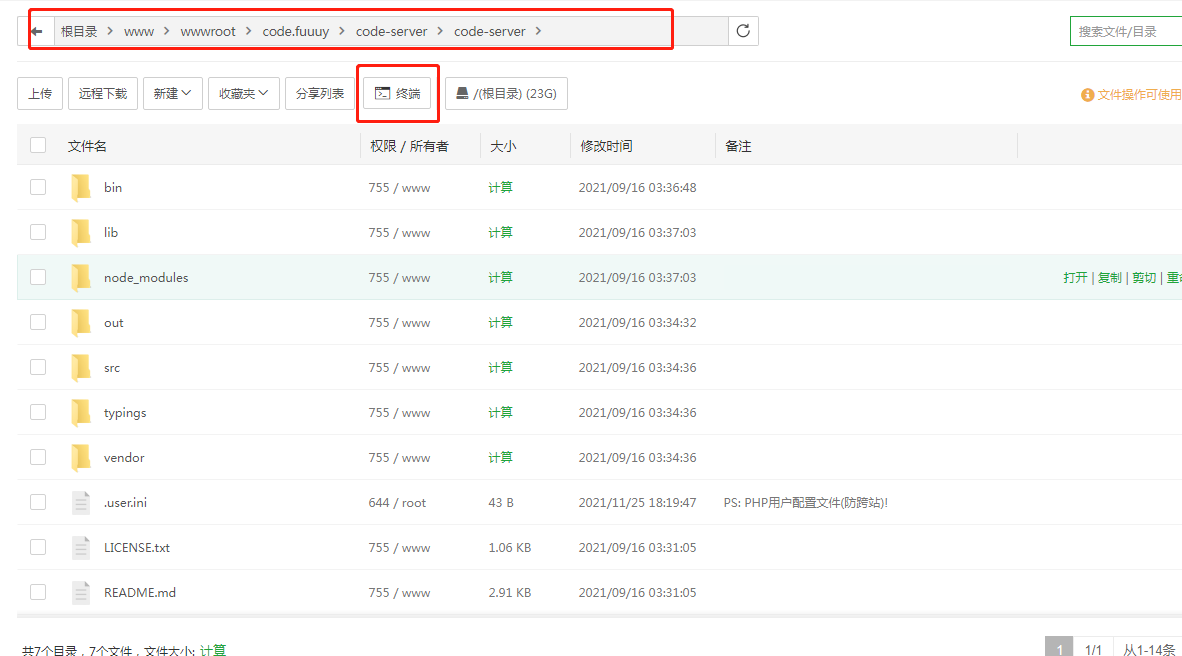 根目录 > www > wwwroot > code.fuuuy > code-server > code-server >
搜索文件/目录
上传 远程下载 新建 收藏夹 分享列表 终端 /(根目录) (23G)
文件操作可使用
文件名 权限 / 所有者 大小 修改时间 备注
bin 755 / www 计算 2021/09/16 03:36:48
lib 755 / www 计算 2021/09/16 03:37:03
node_modules 755 / www 计算 2021/09/16 03:37:03 打开 | 复制 | 剪切 |
out 755 / www 计算 2021/09/16 03:34:32
src 755 / www 计算 2021/09/16 03:34:36
typings 755 / www 计算 2021/09/16 03:34:36
vendor 755 / www 计算 2021/09/16 03:34:36
.user.ini 644 / root 43 B 2021/11/25 18:19:47 PS: PHP用户配置文件(防跨站)!
LICENSE.txt 755 / www 1.06 KB 2021/09/16 03:31:05
README.md 755 / www 2.91 KB 2021/09/16 03:31:05
共7个目录，7个文件，文件大小: 计算
1 1/1 从1-14条